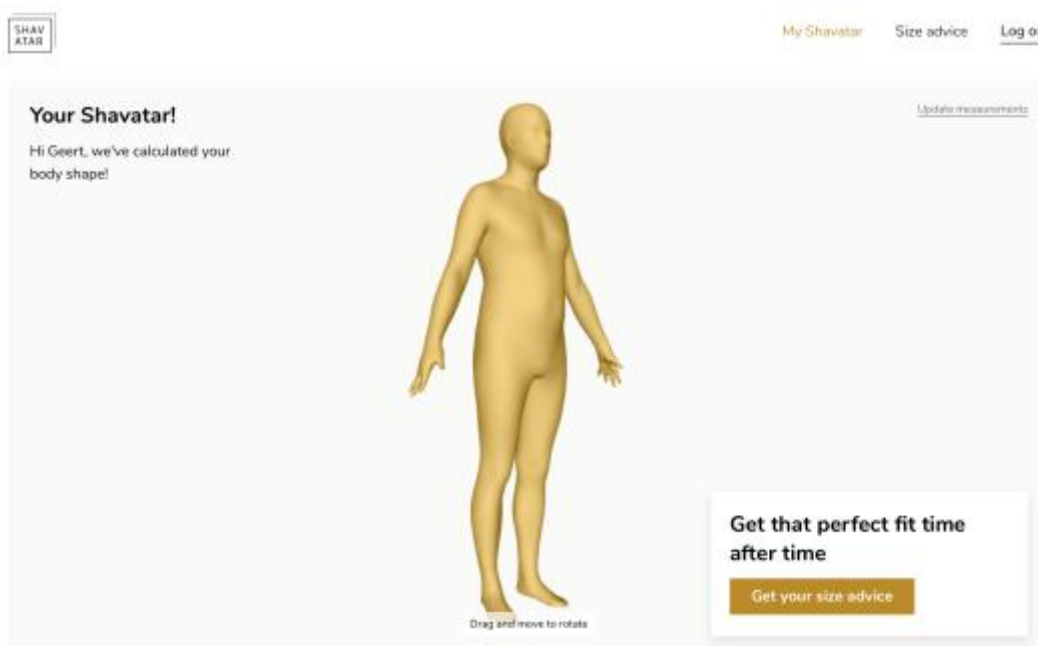 SHAV
ATAR
My Shavatar
Size advice
Log o
Your Shavatar!
Update measurements
Hi Geert, we've calculated your
body shape!
Get that perfect fit time
after time
Get your size advice
Drag and move to rotate